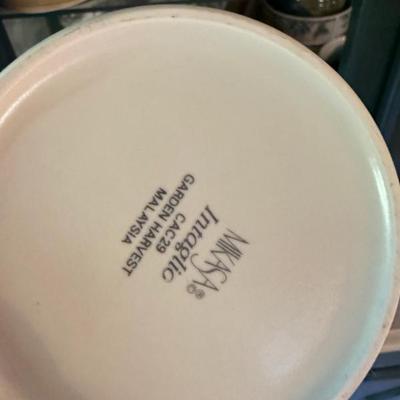 MIKASA®
Intaglio
CAC29
GARDEN HARVEST
MALAYSIA